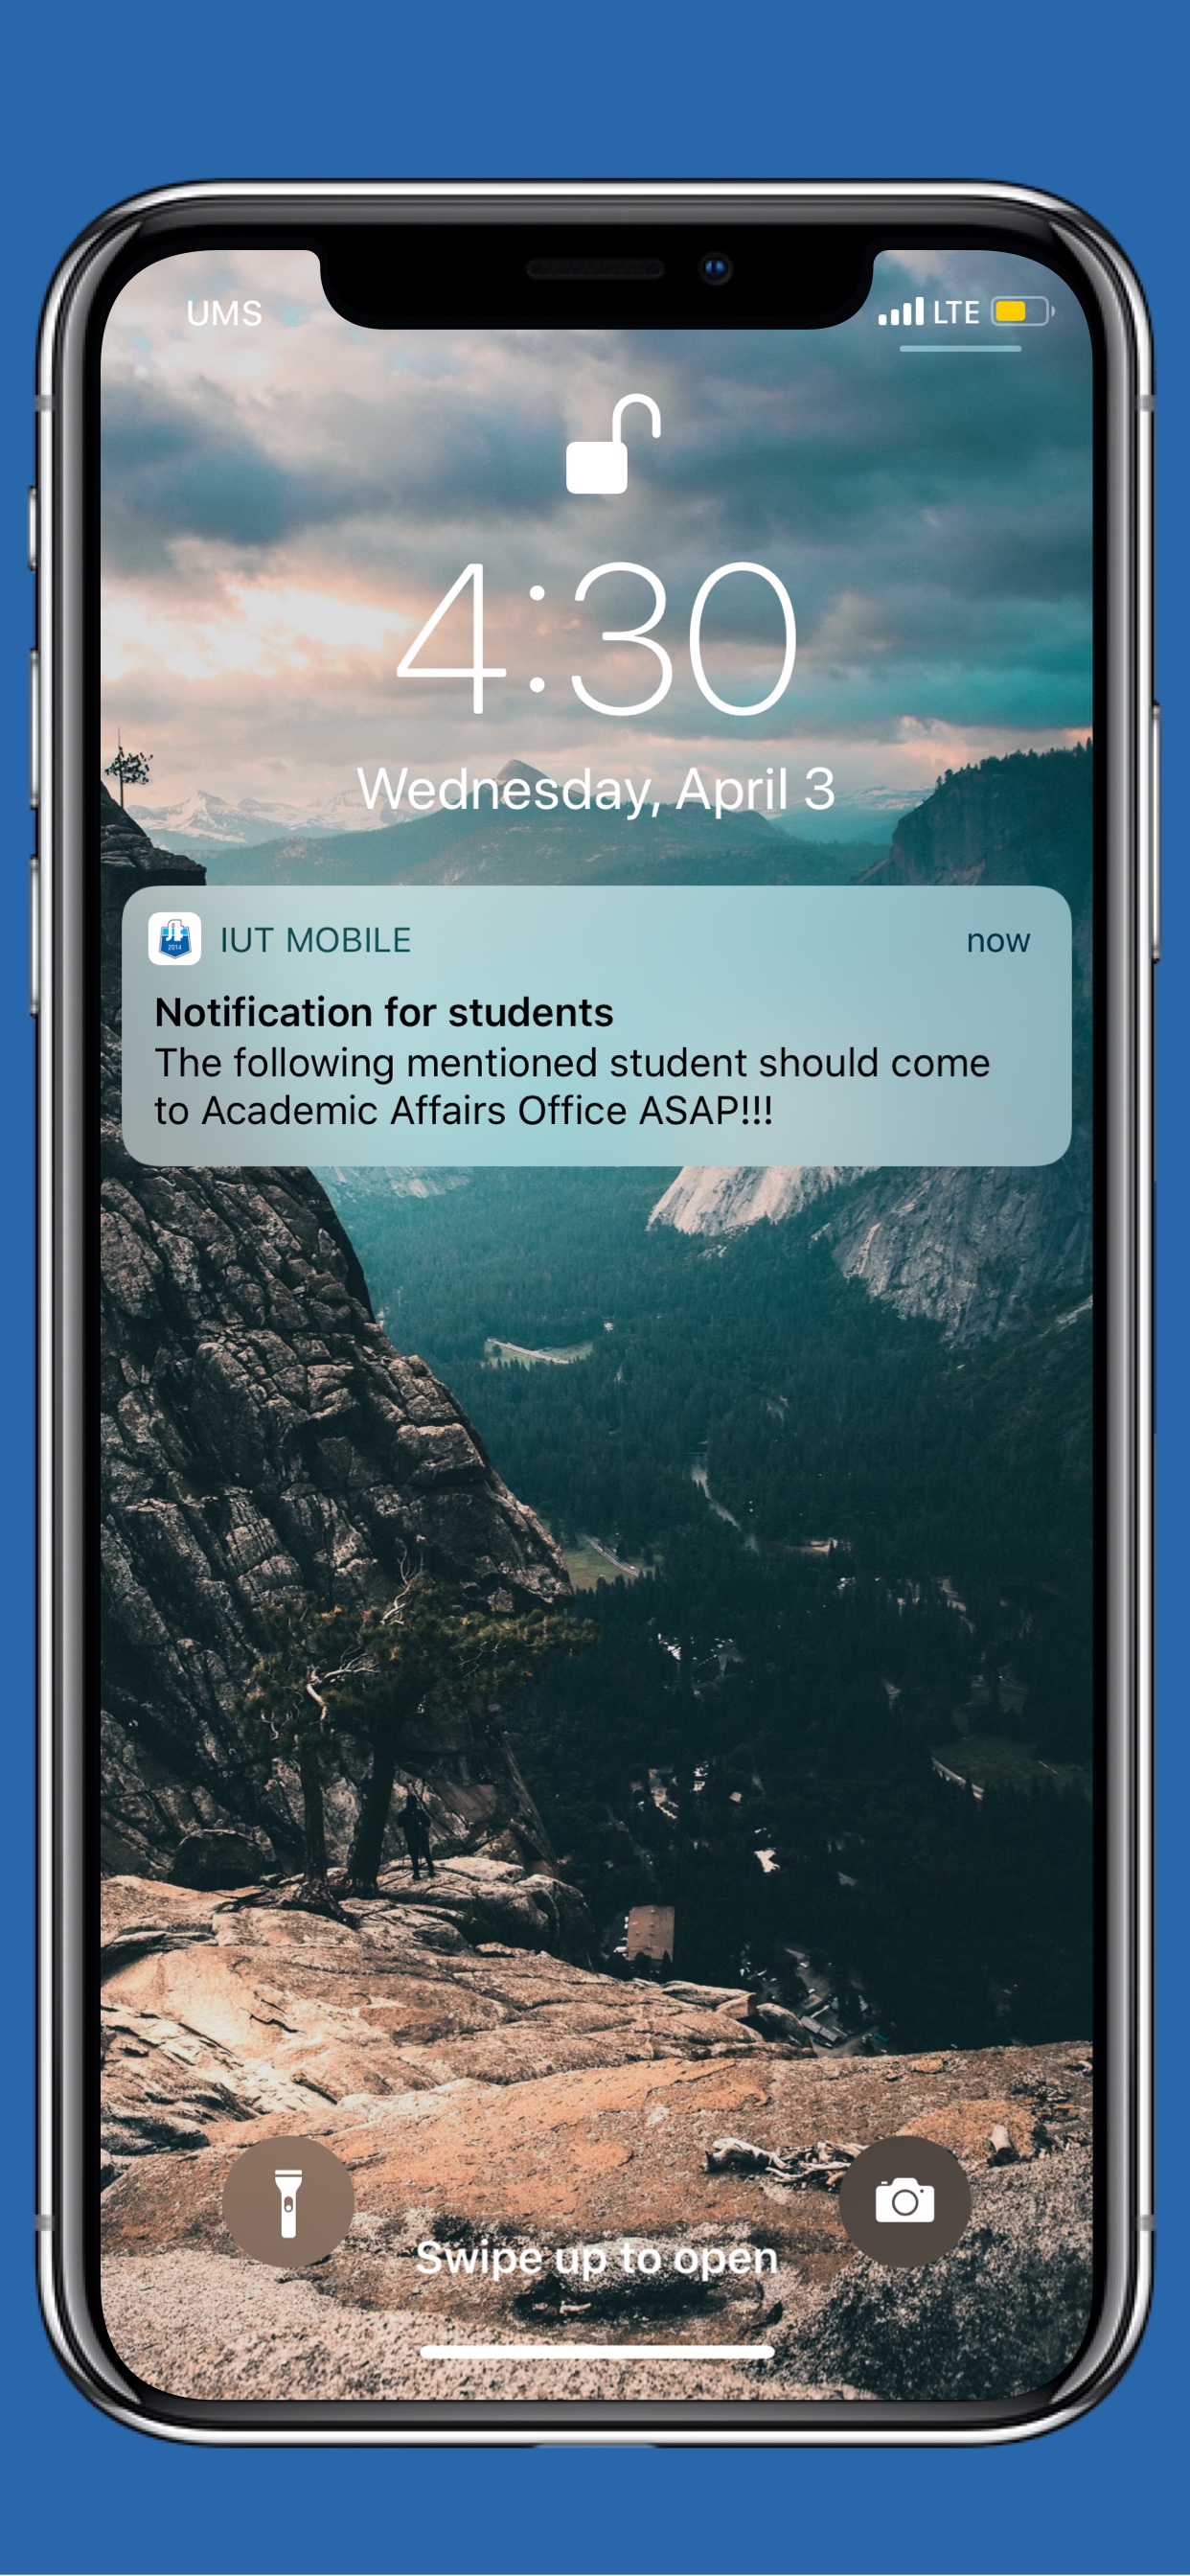 UMS
LTE
4:30
Wednesday, April 3
IUT MOBILE
now
2014
Notification for students
The following mentioned student should come
to Academic Affairs Office ASAP!!!
Swipe up to open